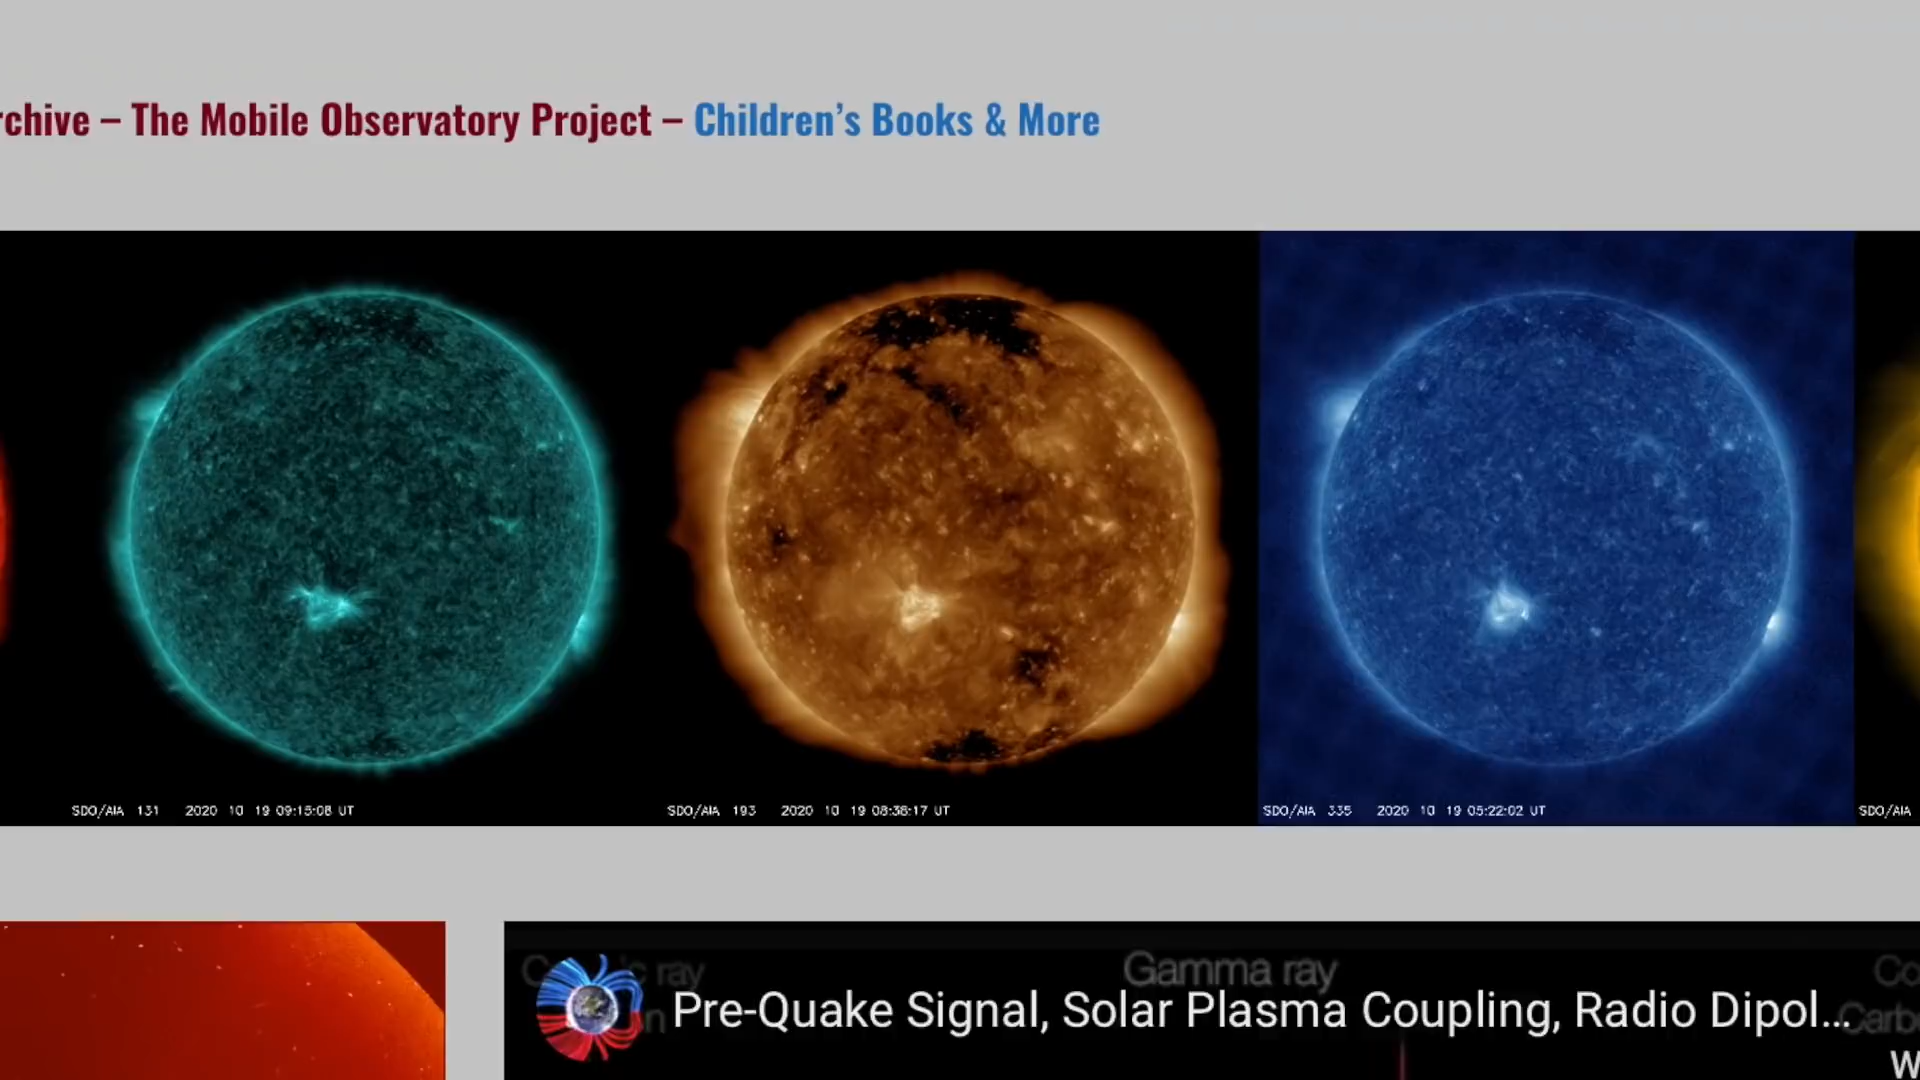 rchive – The Mobile Observatory Project – Children's Books & More
SDO/AIA 131 2020 10 19 09:15:08 UT
SDO/AIA 193 2020 10 19 08:38:17 UT
SDO/AIA 335 2020 10 19 05:22:02 UT
SDO/AIA
Gamma ray
ray
Pre-Quake Signal, Solar Plasma Coupling, Radio Dipol...